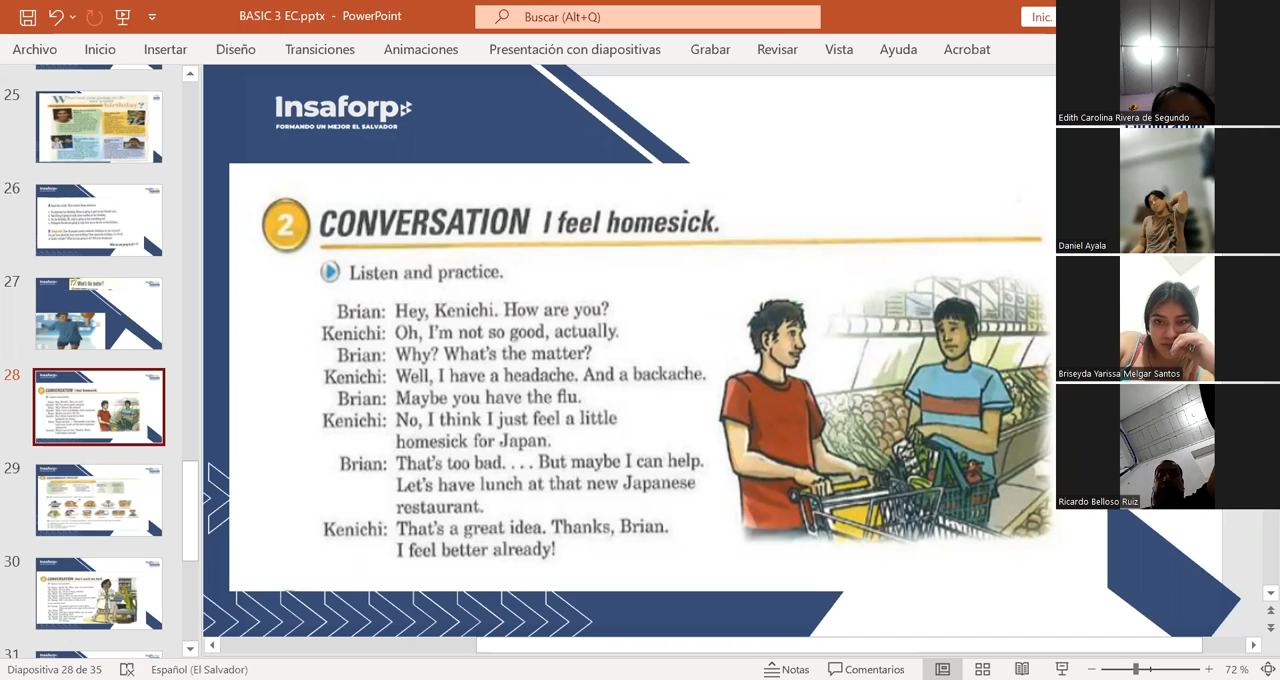 BASIC 3 EC.pptx - PowerPoint
Buscar (Alt+Q)
Inic.
Archivo Inicio Insertar Diseño Transiciones Animaciones Presentación con diapositivas Grabar Revisar Vista Ayuda Acrobat
25
26
27
28
29
30
31
Insaforp
FORMANDO UN MEJOR EL SALVADOR
2 CONVERSATION I feel homesick.
Listen and practice.
Brian: Hey, Kenichi. How are you?
Kenichi: Oh, I'm not so good, actually.
Brian: Why? What's the matter?
Kenichi: Well, I have a headache. And a backache.
Brian: Maybe you have the flu.
Kenichi: No, I think I just feel a little
homesick for Japan.
Brian: That's too bad. . . . But maybe I can help.
Let's have lunch at that new Japanese
restaurant.
Kenichi: That's a great idea. Thanks, Brian.
I feel better already!
Edith Carolina Rivera de Segundo
Daniel Ayala
Briseyda Yarissa Melgar Santos
Ricardo Belloso Ruiz
Diapositiva 28 de 35 Español (El Salvador) Notas Comentarios 72 %